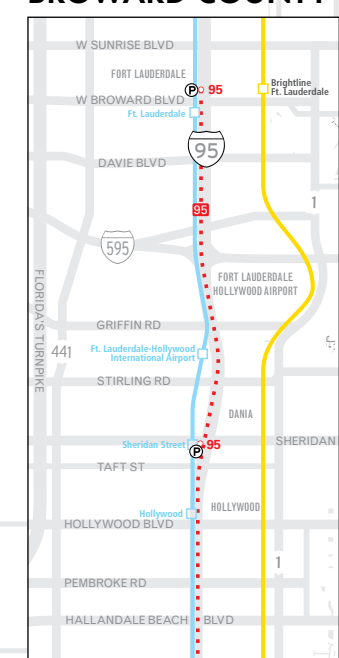 BROWARD COUNTY
W SUNRISE BLVD
FORT LAUDERDALE
P 95
Brightline
Ft. Lauderdale
W BROWARD BLVD
Ft. Lauderdale
95
DAVIE BLVD
95
1
595
FLORIDA'S TURNPIKE
FORT LAUDERDALE
HOLLYWOOD AIRPORT
GRIFFIN RD
441
Ft. Lauderdale-Hollywood
International Airport
STIRLING RD
DANIA
Sheridan Street
95
SHERIDAN
P
TAFT ST
Hollywood
HOLLYWOOD
HOLLYWOOD BLVD
1
PEMBROKE RD
HALLANDALE BEACH BLVD